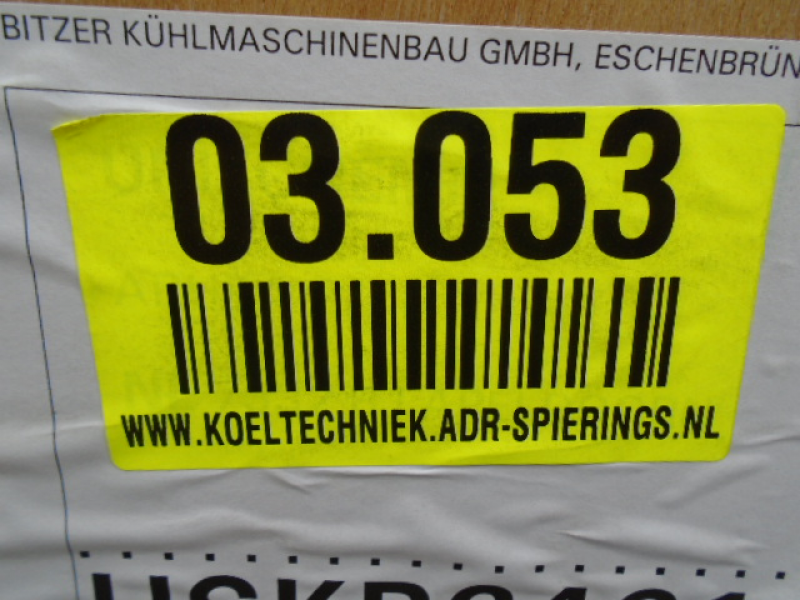 BITZER KÜHLMASCHINENBAU GMBH, ESCHENBRÜN
03.053
WWW.KOELTECHNIEK.ADR-SPIERINGS.NL